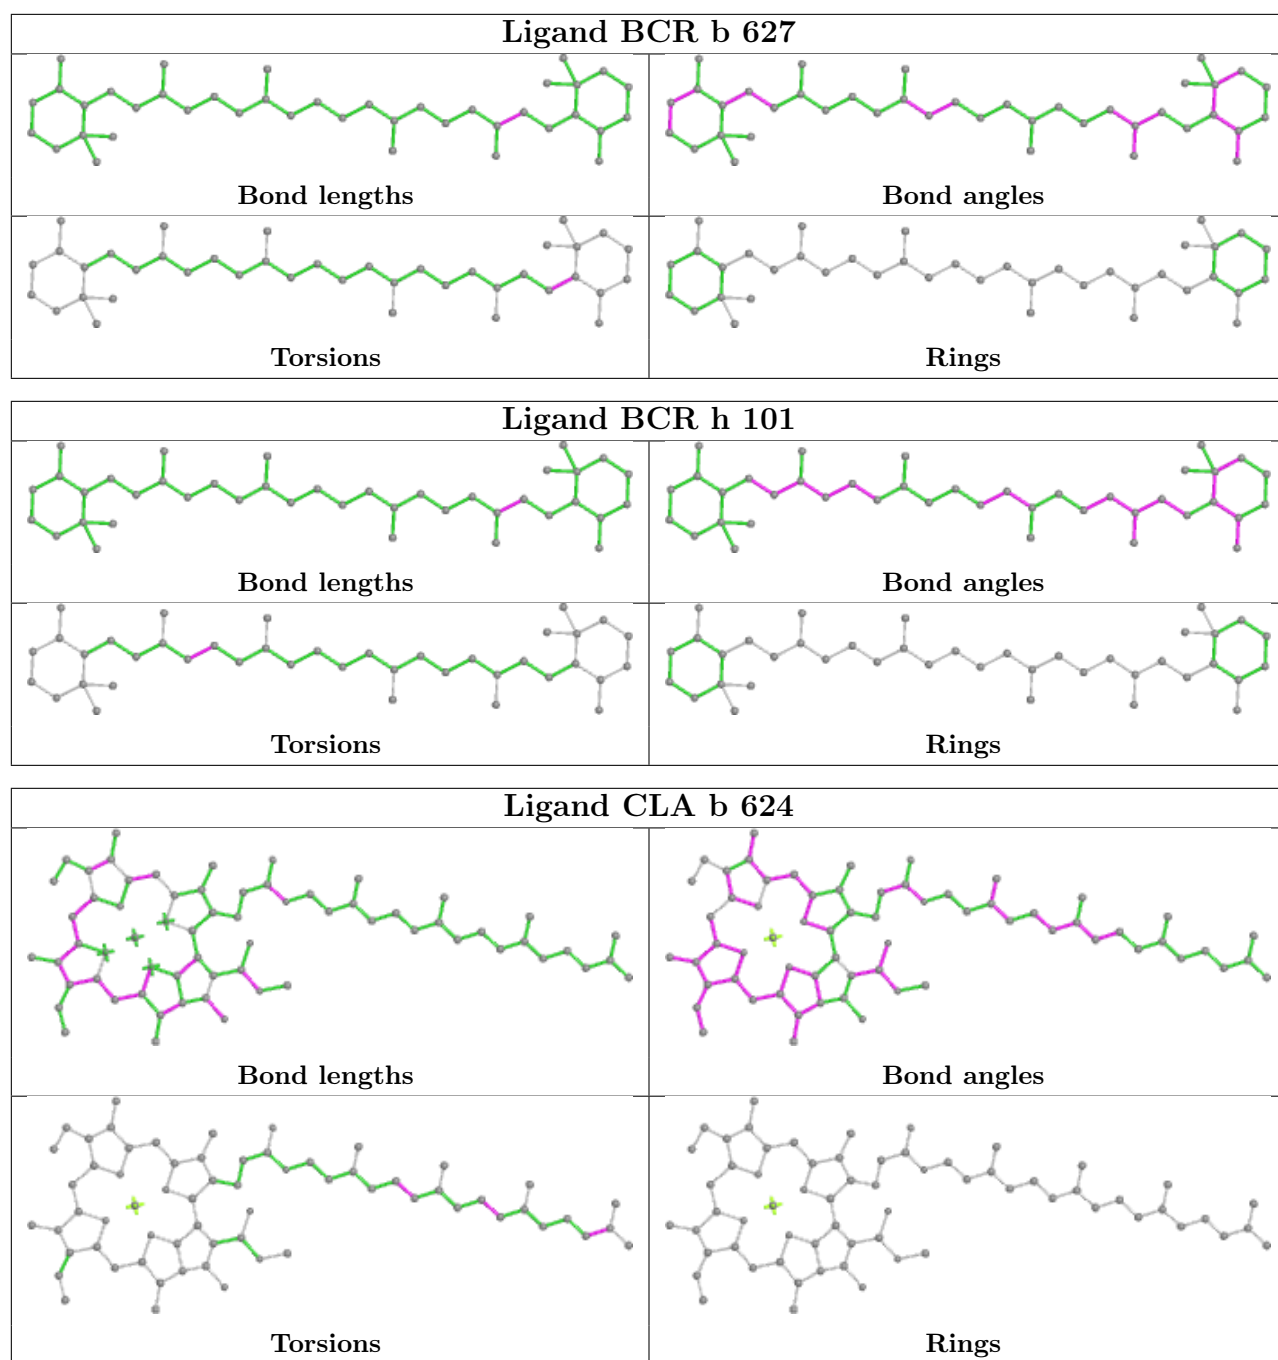 Ligand BCR b 627
Bond lengths
Bond angles
Torsions
Rings
Ligand BCR h 101
Bond lengths
Bond angles
Torsions
Rings
Ligand CLA b 624
Bond lengths
Bond angles
Torsions
Rings